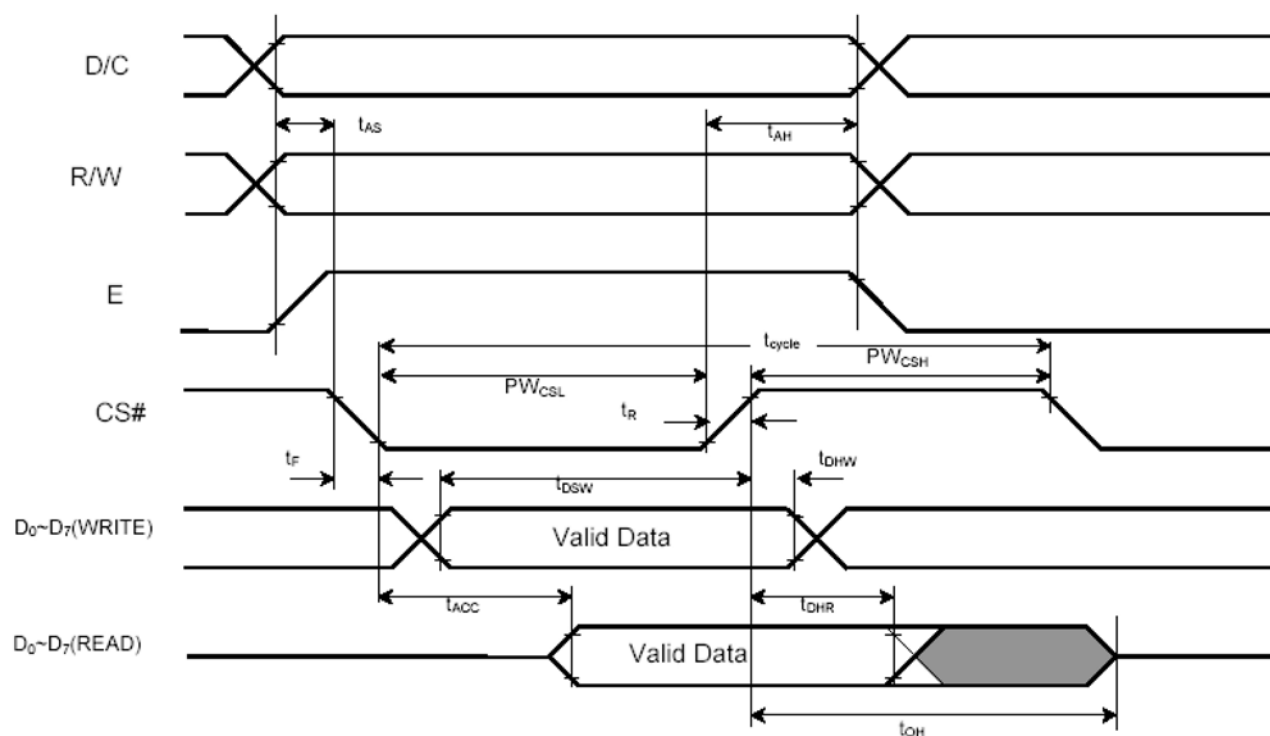 D/C
tAS
tAH
R/W
E
tcycle
PWCSH
PWCSL
CS#
tR
tF
tDHW
tDSW
D0~D7(WRITE)
Valid Data
tACC
tDHR
D0~D7(READ)
Valid Data
tOH